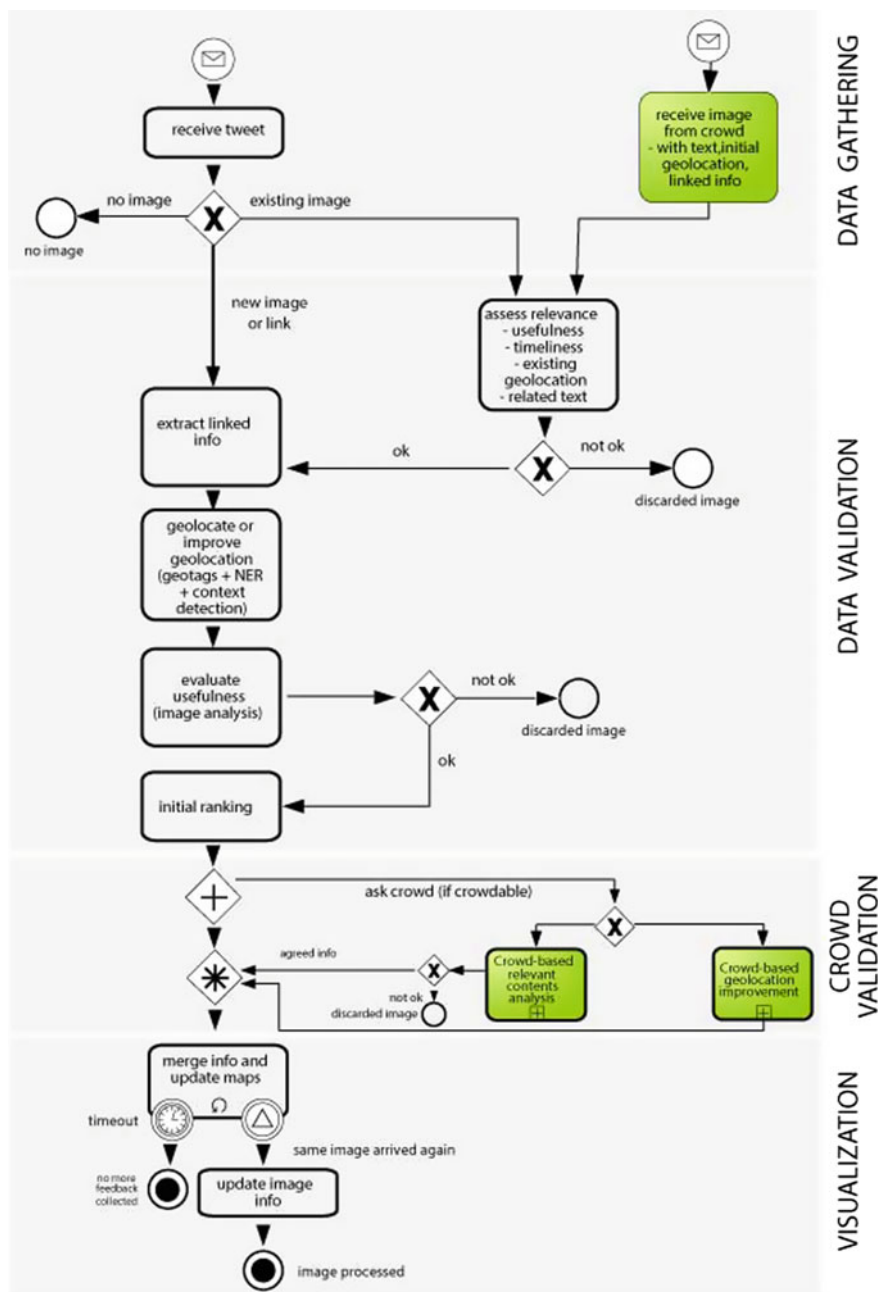 receive tweet
receive image
from crowd
- with text,initial
geolocation,
linked info
DATA GATHERING
no image
existing image
no image
new image
or link
assess relevance
- usefulness
- timeliness
- existing
geolocation
- related text
extract linked
info
ok
not ok
discarded image
geolocate or
improve
geolocation
(geotags + NER
+ context
detection)
DATA VALIDATION
evaluate
usefulness
(image analysis)
not ok
discarded image
ok
initial ranking
ask crowd (if crowdable)
CROWD
VALIDATION
agreed info
Crowd-based
relevant
contents
analysis
Crowd-based
geolocation
improvement
not ok
discarded image
merge info and
update maps
timeout
same image arrived again
no more
feedback
collected
update image
info
VISUALIZATION
image processed